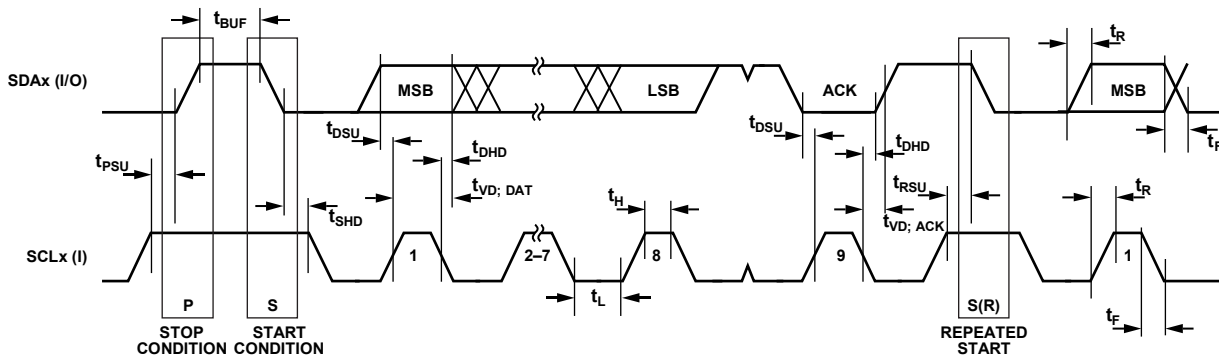 tBUF
tR
SDAx (I/O)
MSB
LSB
ACK
MSB
tDSU
tDHD
tVD; DAT
tDSU
tDHD
tF
tPSU
tSHD
tH
tRSU
tVD; ACK
tR
SCLx (I)
1
2–7
8
9
1
tL
tF
P
S
S(R)
STOP
CONDITION
START
CONDITION
REPEATED
START